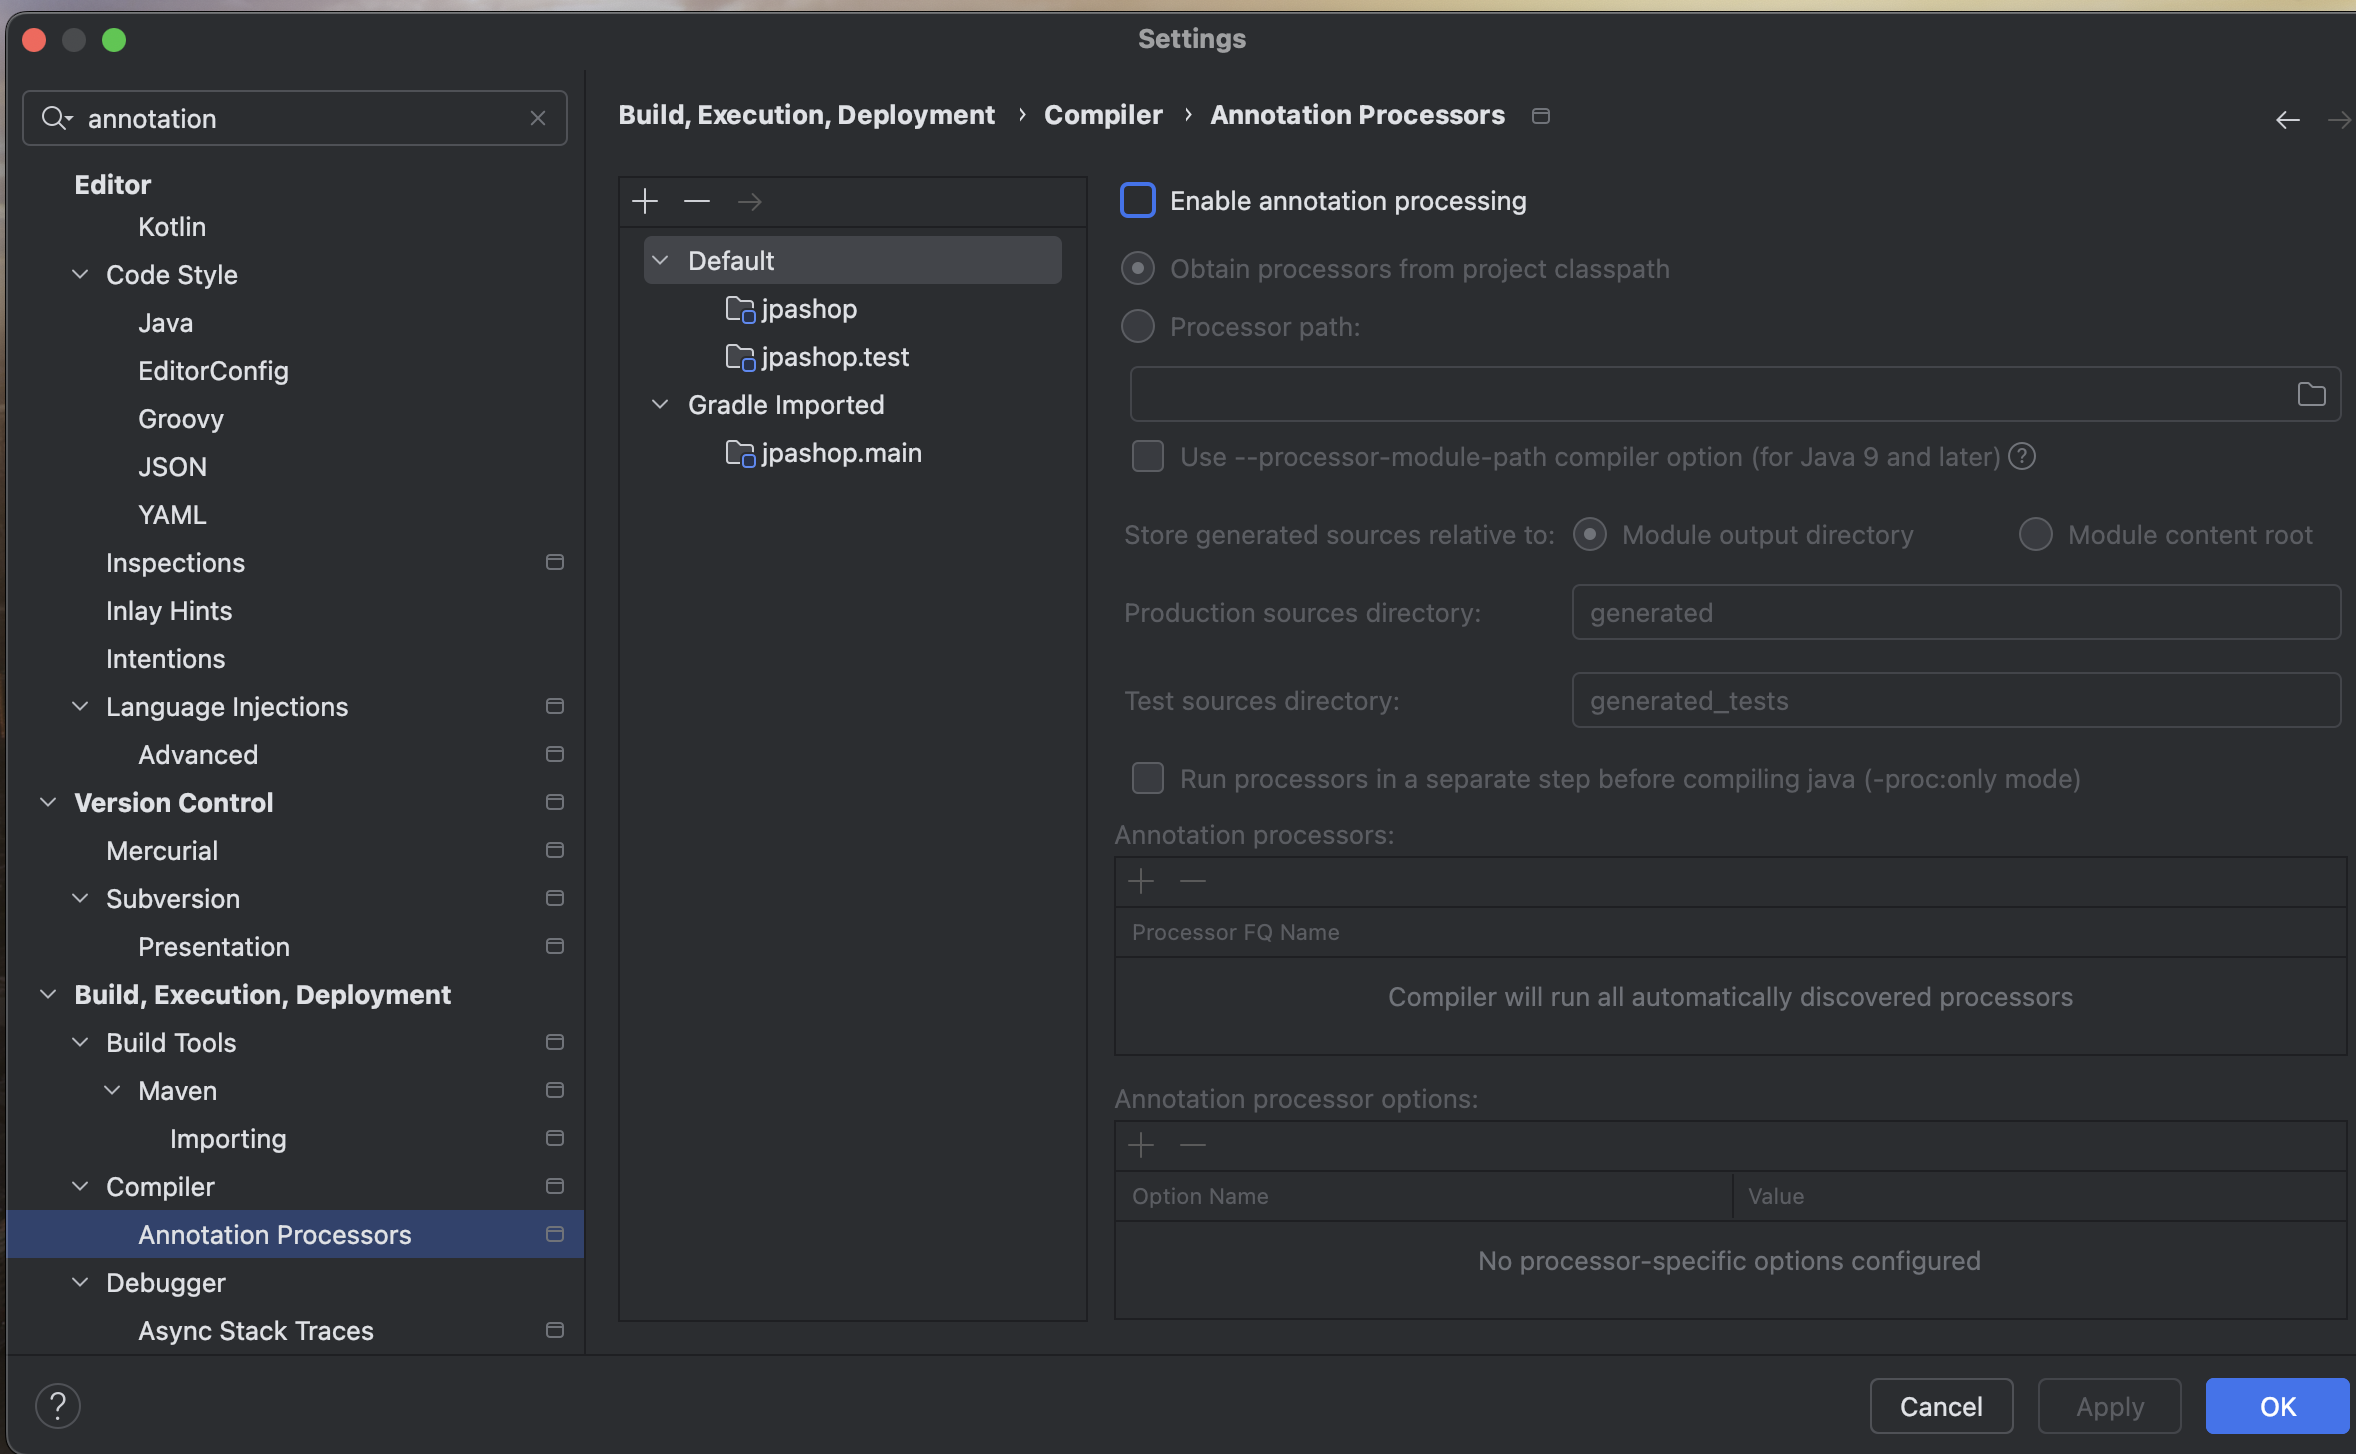 Settings
annotation
Editor
Kotlin
Code Style
Java
EditorConfig
Groovy
JSON
YAML
Inspections
Inlay Hints
Intentions
Language Injections
Advanced
Version Control
Mercurial
Subversion
Presentation
Build, Execution, Deployment
Build Tools
Maven
Importing
Compiler
Annotation Processors
Debugger
Async Stack Traces
?
Build, Execution, Deployment › Compiler › Annotation Processors
Default
jpashop
jpashop.test
Gradle Imported
jpashop.main
Enable annotation processing
Obtain processors from project classpath
Processor path:
Use --processor-module-path compiler option (for Java 9 and later) ?
Store generated sources relative to: Module output directory Module content root
Production sources directory: generated
Test sources directory: generated_tests
Run processors in a separate step before compiling java (-proc:only mode)
Annotation processors:
Processor FQ Name
Compiler will run all automatically discovered processors
Annotation processor options:
Option Name Value
No processor-specific options configured
Cancel Apply OK